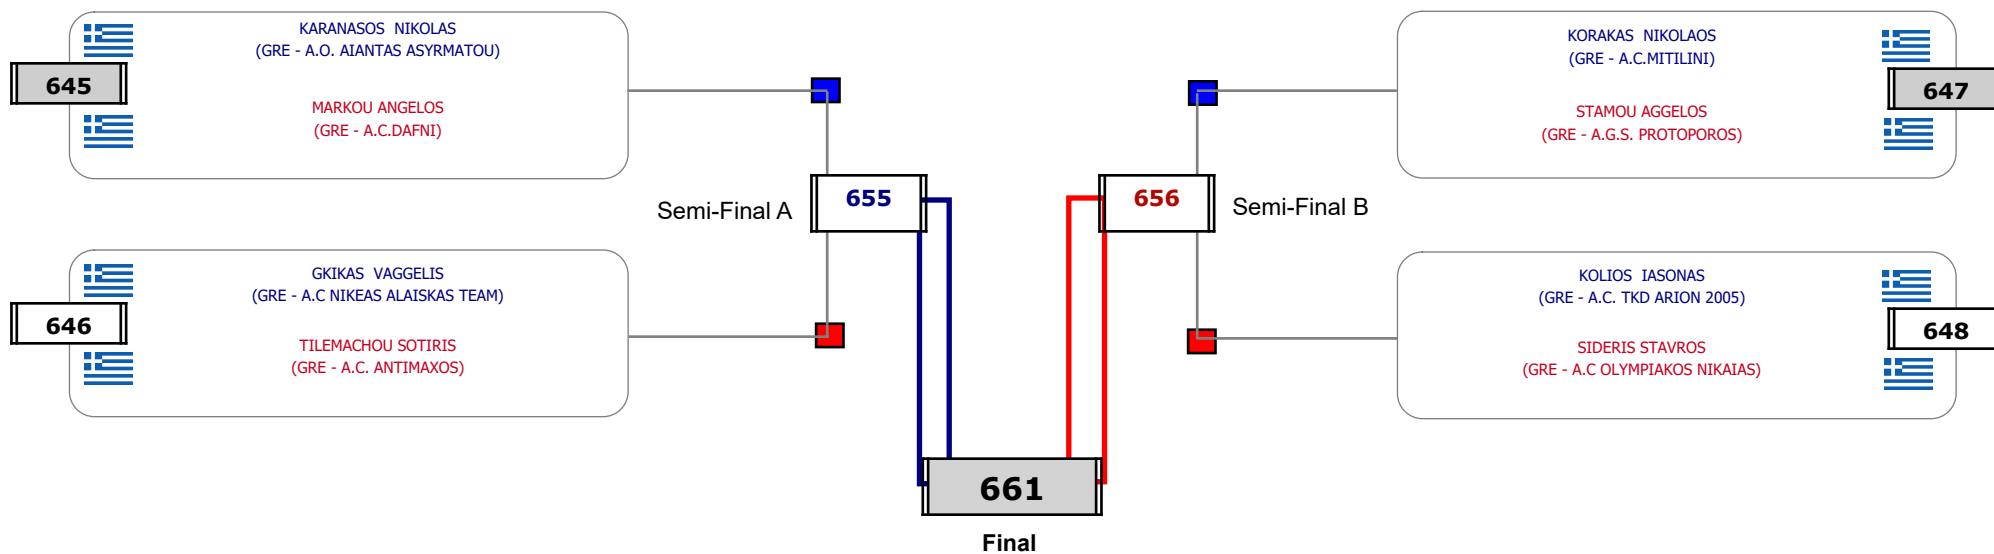 KARANASOS NIKOLAS
(GRE - A.O. AIANTAS ASYRMATOU)
645
MARKOU ANGELOS
(GRE - A.C.DAFNI)
Semi-Final A
655
GKIKAS VAGGELIS
(GRE - A.C NIKEAS ALAISKAS TEAM)
646
TILEMACHOU SOTIRIS
(GRE - A.C. ANTIMAXOS)
KORAKAS NIKOLAOS
(GRE - A.C.MITILINI)
647
STAMOU AGGELOS
(GRE - A.G.S. PROTOPOROS)
656
Semi-Final B
KOLIOS IASONAS
(GRE - A.C. TKD ARION 2005)
648
SIDERIS STAVROS
(GRE - A.C OLYMPIAKOS NIKAIAS)
661
Final